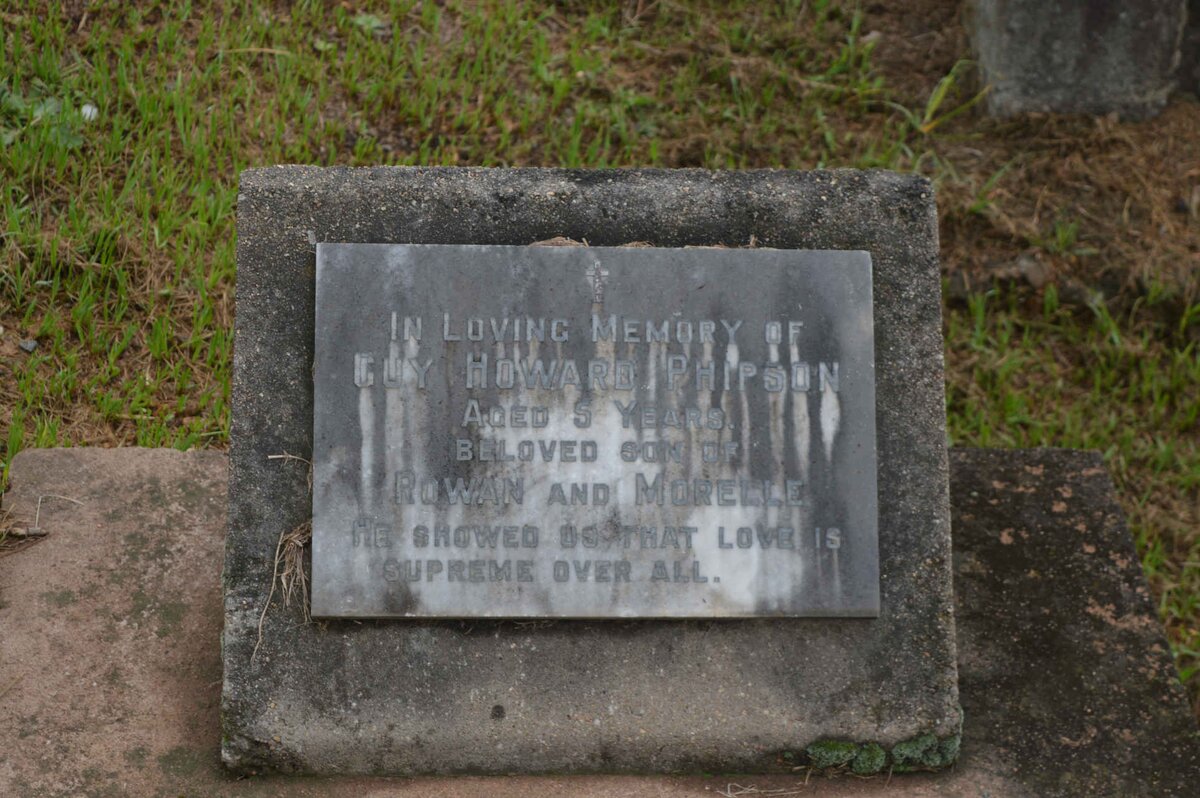 In Loving Memory of
Guy Howard Phipson
Aged 5 Years.
beloved son of
Rowan and Morelle
He showed us that love is
supreme over all.